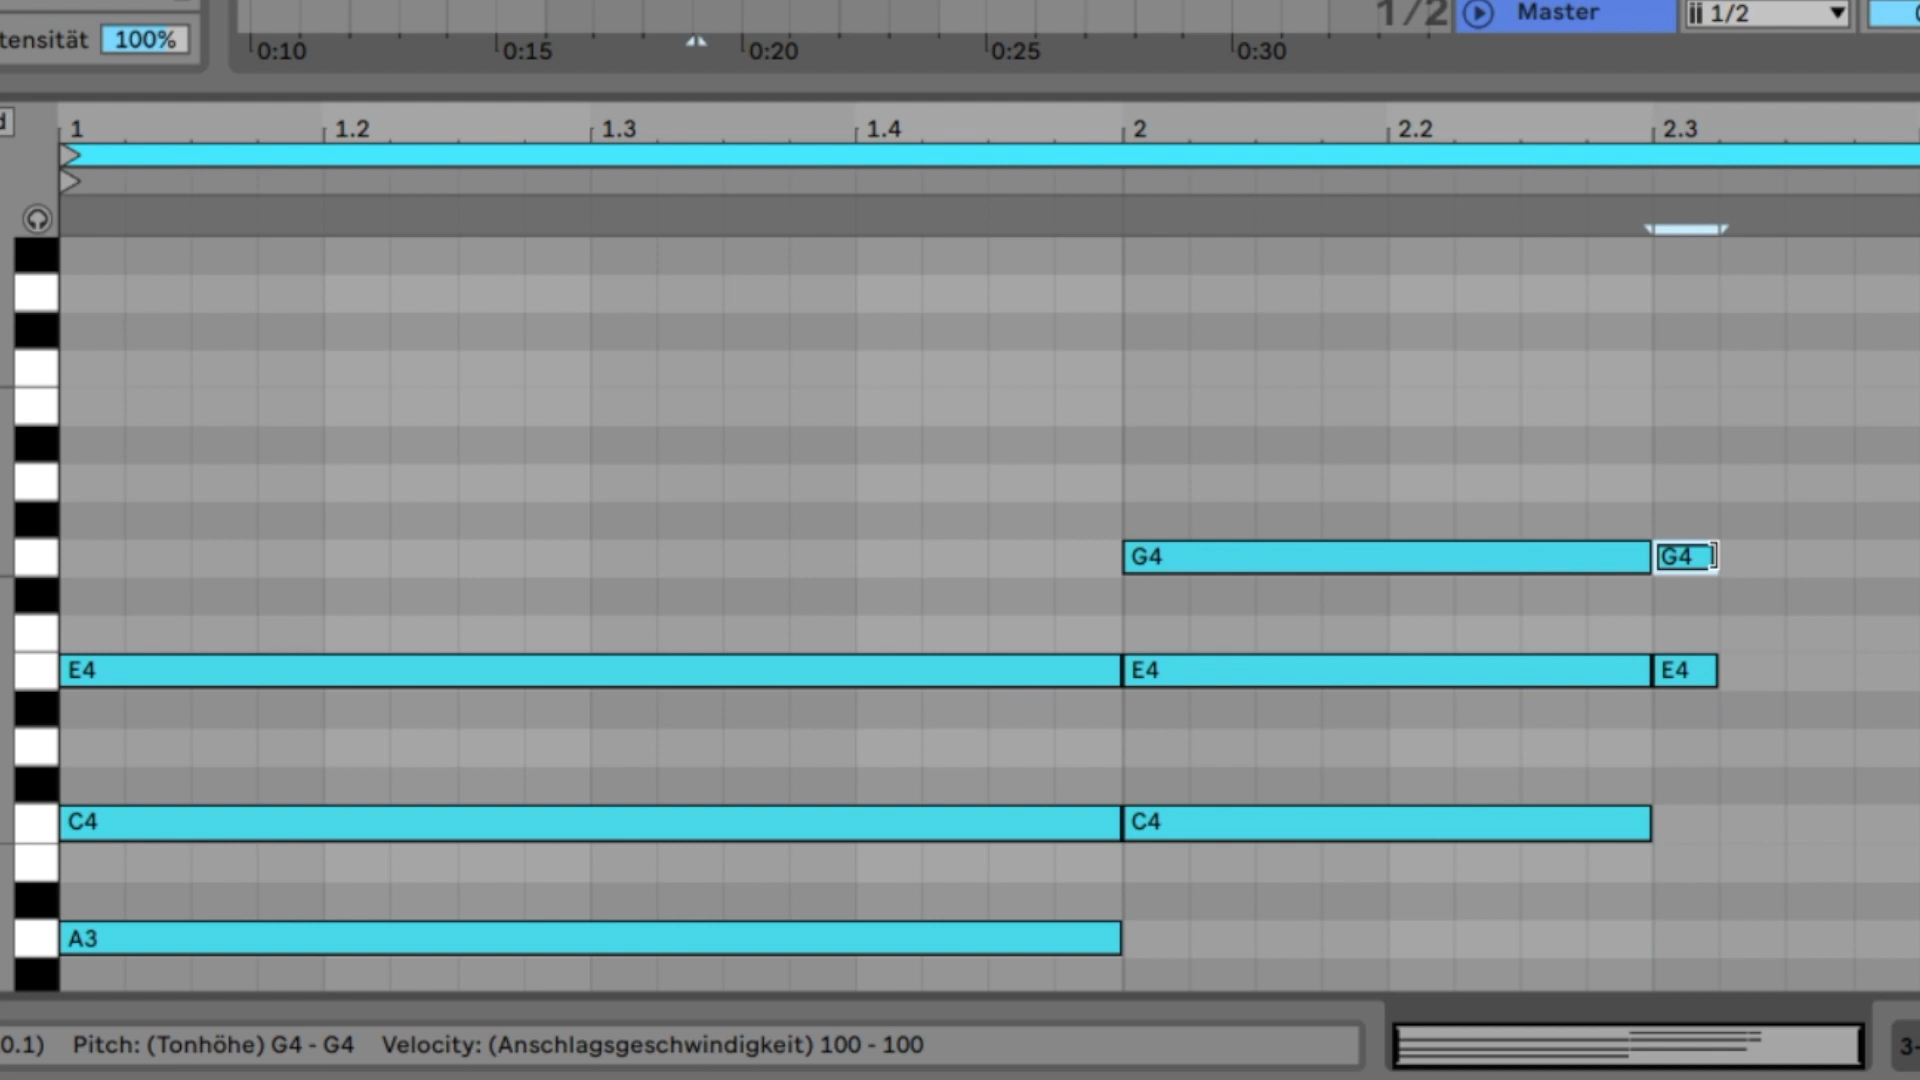 1/2 Master 1/2
tensität 100%
0:10 0:15 0:20 0:25 0:30
1 1.2 1.3 1.4 2 2.2 2.3
G4 G4
E4 E4 E4
C4 C4
A3
0.1) Pitch: (Tonhöhe) G4 - G4 Velocity: (Anschlagsgeschwindigkeit) 100 - 100
3-